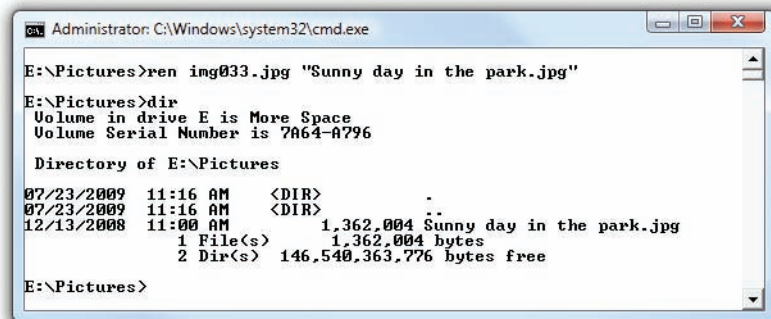 Administrator: C:\Windows\system32\cmd.exe
E:\Pictures>ren img033.jpg "Sunny day in the park.jpg"
E:\Pictures>dir
 Volume in drive E is More Space
 Volume Serial Number is 7A64-A796
 Directory of E:\Pictures
07/23/2009  11:16 AM    <DIR>          .
07/23/2009  11:16 AM    <DIR>          ..
12/13/2008  11:00 AM         1,362,004 Sunny day in the park.jpg
               1 File(s)      1,362,004 bytes
               2 Dir(s)  146,540,363,776 bytes free
E:\Pictures>